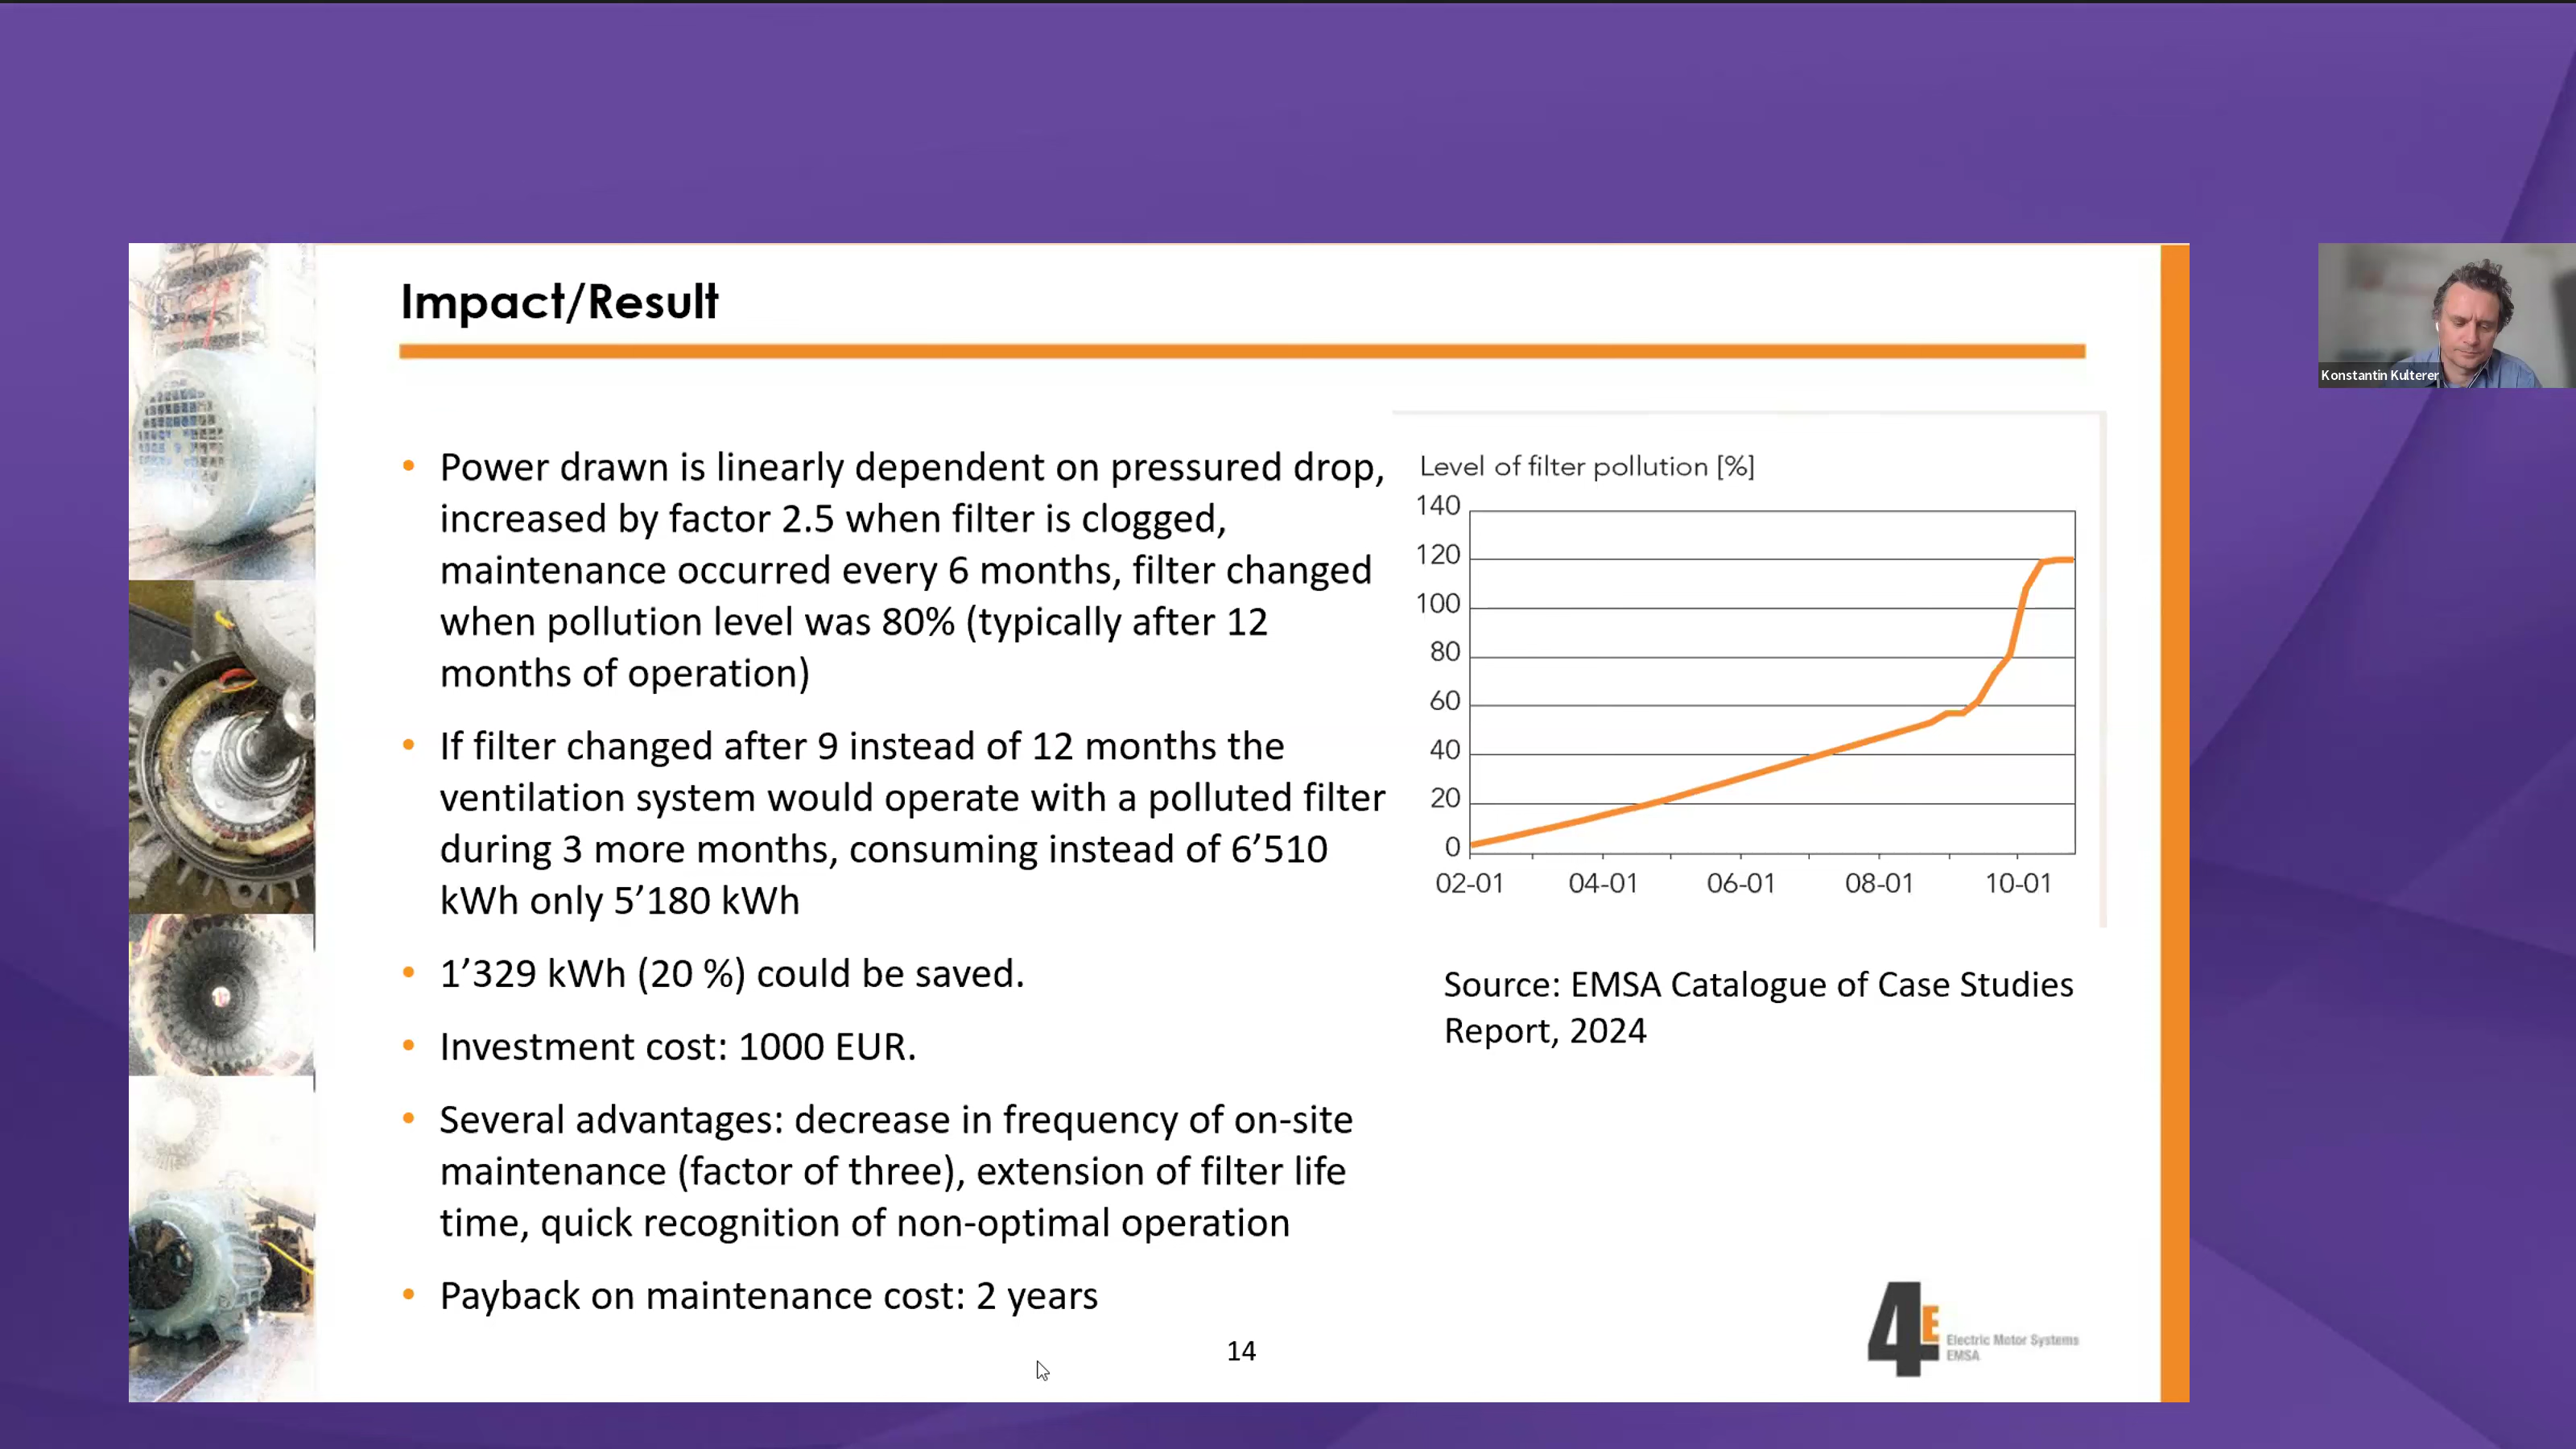 Impact/Result
• Power drawn is linearly dependent on pressured drop,
increased by factor 2.5 when filter is clogged,
maintenance occurred every 6 months, filter changed
when pollution level was 80% (typically after 12
months of operation)
• If filter changed after 9 instead of 12 months the
ventilation system would operate with a polluted filter
during 3 more months, consuming instead of 6’510
kWh only 5’180 kWh
• 1’329 kWh (20 %) could be saved.
• Investment cost: 1000 EUR.
• Several advantages: decrease in frequency of on-site
maintenance (factor of three), extension of filter life
time, quick recognition of non-optimal operation
• Payback on maintenance cost: 2 years
Level of filter pollution [%]
140
120
100
80
60
40
20
0
02-01 04-01 06-01 08-01 10-01
Source: EMSA Catalogue of Case Studies
Report, 2024
14
4E
Electric Motor Systems
EMSA
Konstantin Kulterer